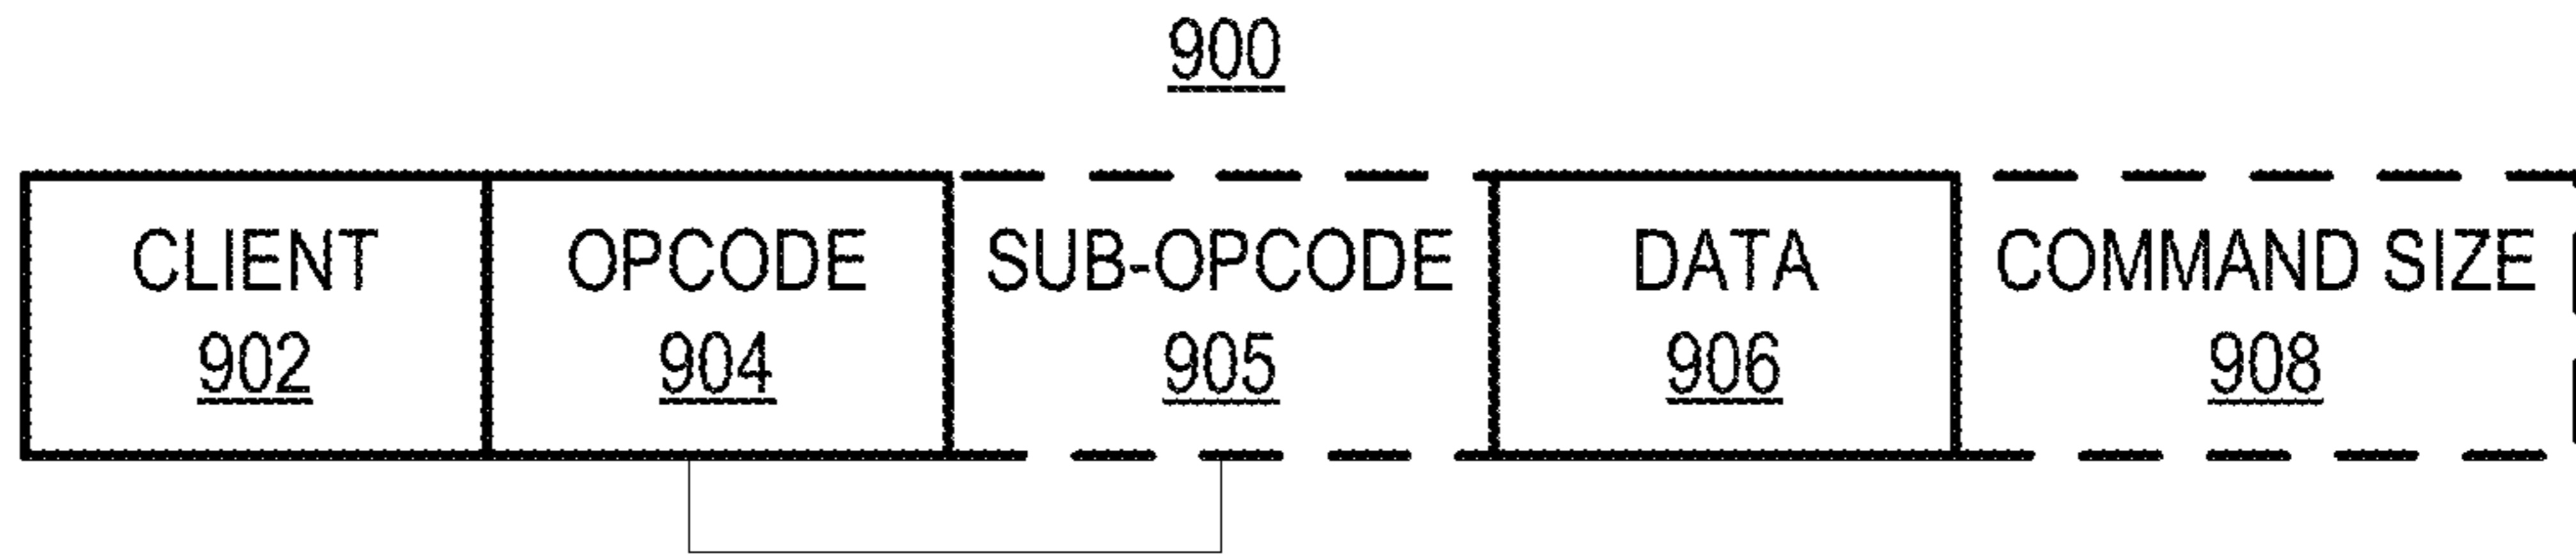 900
CLIENT OPCODE SUB-OPCODE DATA COMMAND SIZE
902 904 905 906 908